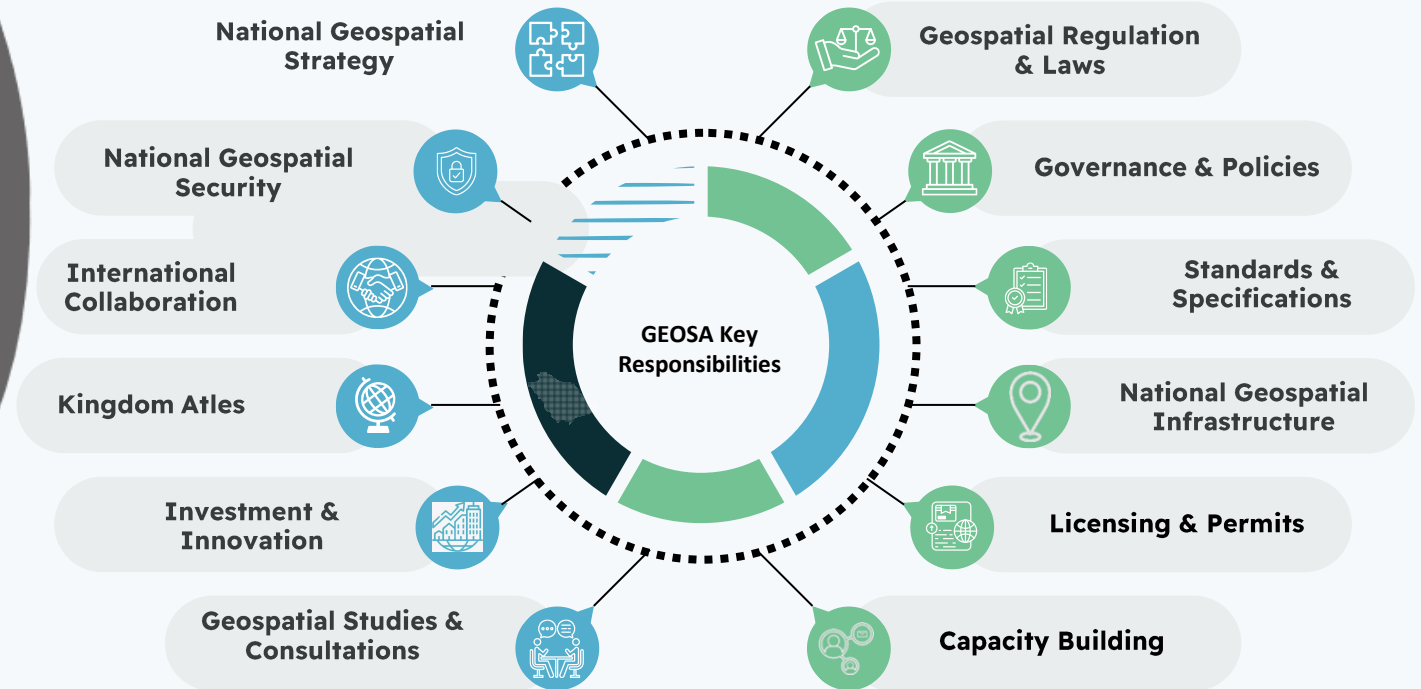 National Geospatial
Strategy
Geospatial Regulation
& Laws
National Geospatial
Security
Governance & Policies
International
Collaboration
Standards &
Specifications
GEOSA Key
Responsibilities
Kingdom Atles
National Geospatial
Infrastructure
Investment &
Innovation
Licensing & Permits
Geospatial Studies &
Consultations
Capacity Building